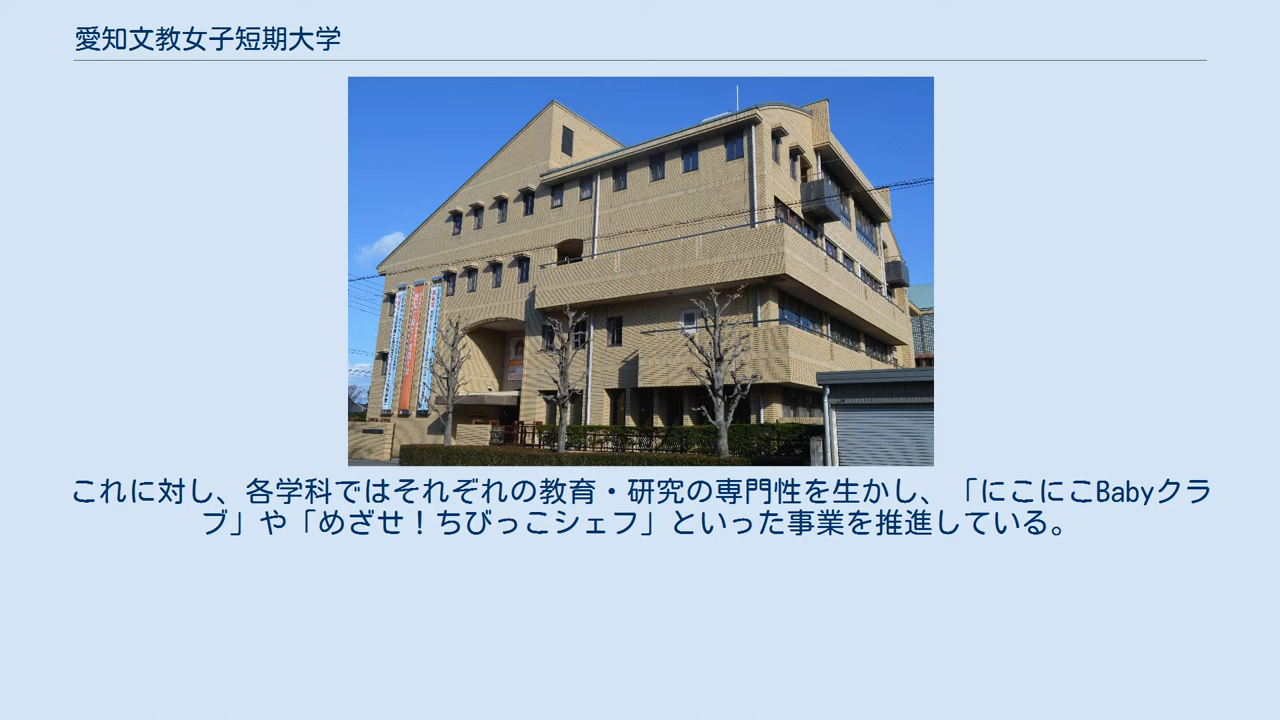 愛知文教女子短期大学
これに対し、各学科ではそれぞれの教育・研究の専門性を生かし、「にこにこBabyクラ
ブ」や「めざせ！ちびっこシェフ」といった事業を推進している。